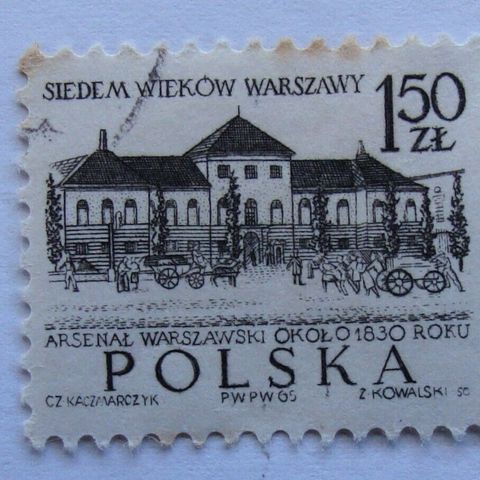 SIEDEM WIEKÓW WARSZAWY
1 50 ZŁ
ARSENAŁ WARSZAWSKI OKOŁO 1830 ROKU
POLSKA
CZ KACZMARCZYK PWPW 65 Z KOWALSKI SC